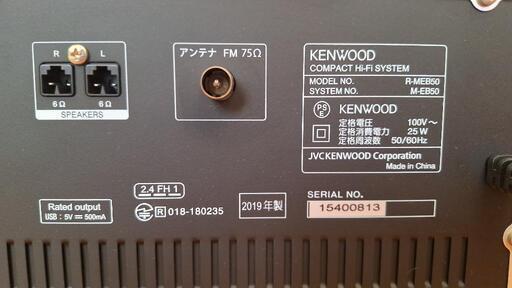 R L
6Ω 6Ω
SPEAKERS
アンテナ FM 75Ω
KENWOOD
COMPACT Hi-Fi SYSTEM
MODEL NO. R-MEB50
SYSTEM NO. M-EB50
PS E KENWOOD
定格電圧 100V～
定格消費電力 25W
定格周波数 50/60Hz
JVCKENWOOD Corporation
Made in China
Rated output
USB: 5V ⎓ 500mA
2.4 FH 1
R 018-180235
2019年製
SERIAL NO.
15400813